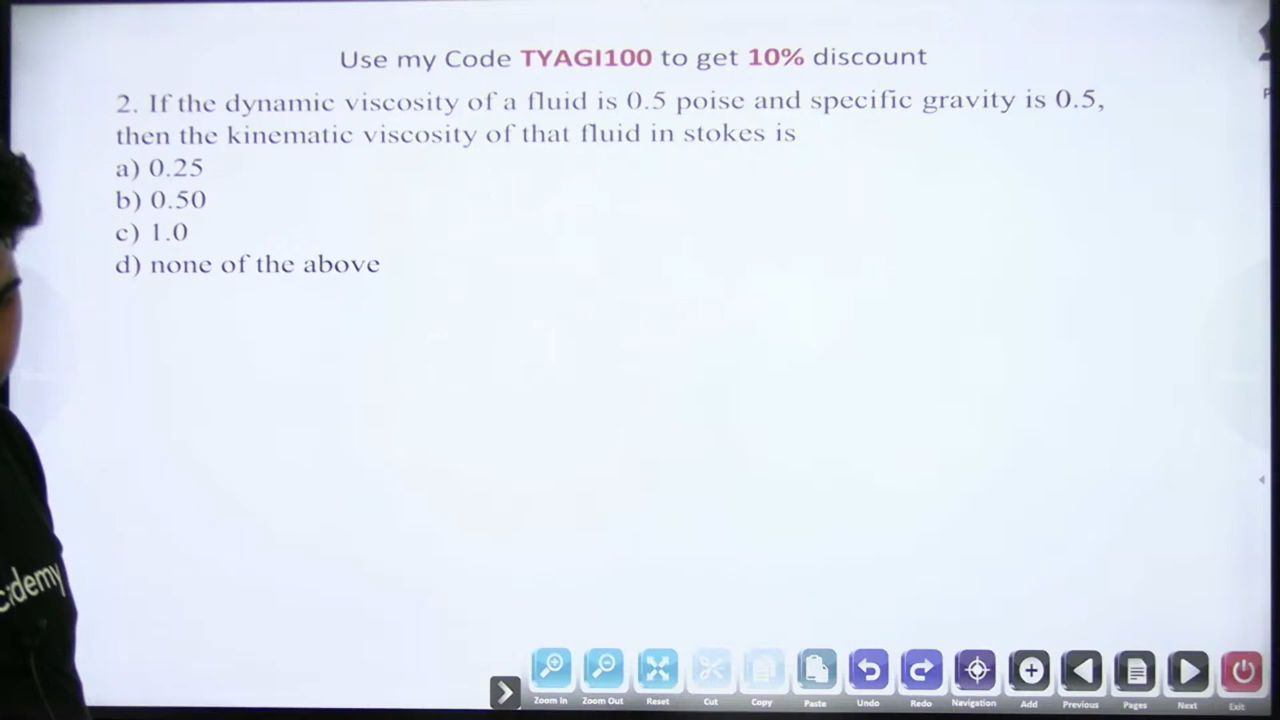 Use my Code TYAGI100 to get 10% discount
2. If the dynamic viscosity of a fluid is 0.5 poise and specific gravity is 0.5,
then the kinematic viscosity of that fluid in stokes is
a) 0.25
b) 0.50
c) 1.0
d) none of the above
cademy
Zoom In Zoom Out Reset Cut Copy Paste Undo Redo Navigation Add Previous Pages Next Exit